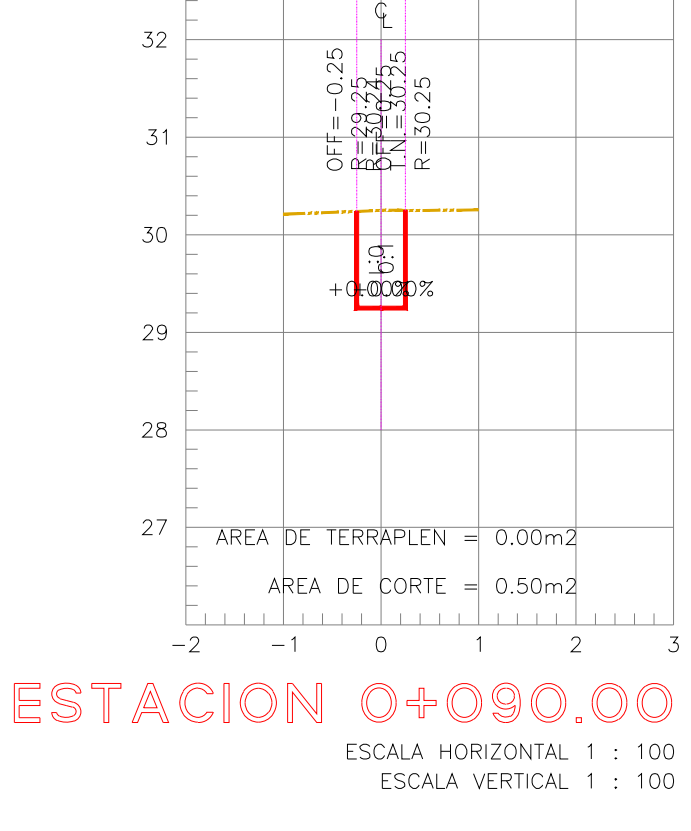 ℄
32
OFF=-0.25
R=29.25
T.N.=30.25
R=30.25
31
30
+0.00%
29
28
27
AREA DE TERRAPLEN = 0.00m2
AREA DE CORTE = 0.50m2
-2 -1 0 1 2 3
ESTACION 0+090.00
ESCALA HORIZONTAL 1 : 100
ESCALA VERTICAL 1 : 100